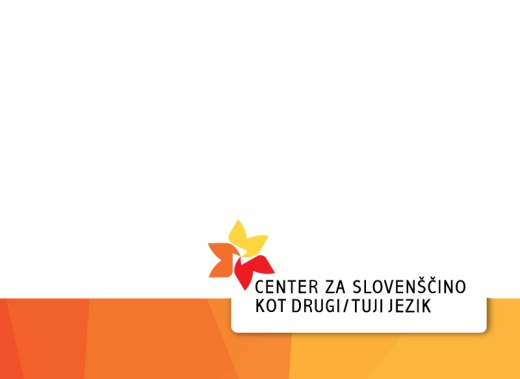 CENTER ZA SLOVENŠČINO
KOT DRUGI/TUJI JEZIK